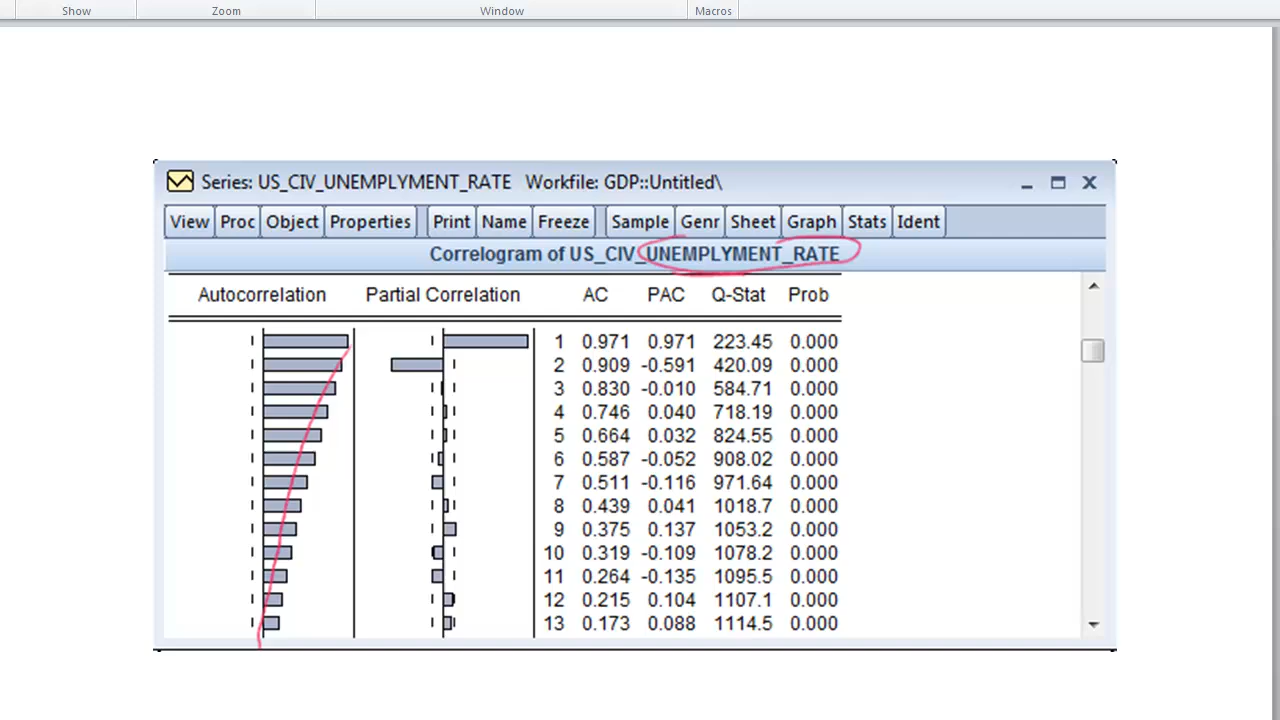 Show Zoom Window Macros
Series: US_CIV_UNEMPLYMENT_RATE Workfile: GDP::Untitled\
View Proc Object Properties Print Name Freeze Sample Genr Sheet Graph Stats Ident
Correlogram of US_CIV_UNEMPLYMENT_RATE
Autocorrelation Partial Correlation AC PAC Q-Stat Prob
1 0.971 0.971 223.45 0.000
2 0.909 -0.591 420.09 0.000
3 0.830 -0.010 584.71 0.000
4 0.746 0.040 718.19 0.000
5 0.664 0.032 824.55 0.000
6 0.587 -0.052 908.02 0.000
7 0.511 -0.116 971.64 0.000
8 0.439 0.041 1018.7 0.000
9 0.375 0.137 1053.2 0.000
10 0.319 -0.109 1078.2 0.000
11 0.264 -0.135 1095.5 0.000
12 0.215 0.104 1107.1 0.000
13 0.173 0.088 1114.5 0.000